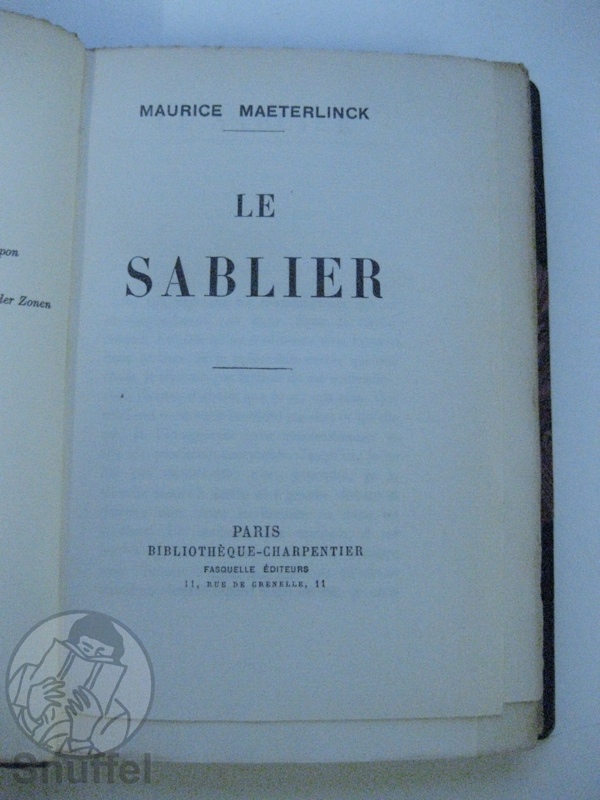 pon
der Zonen
MAURICE MAETERLINCK
LE
SABLIER
PARIS
BIBLIOTHÈQUE-CHARPENTIER
FASQUELLE ÉDITEURS
11, RUE DE GRENELLE, 11
Snuffel